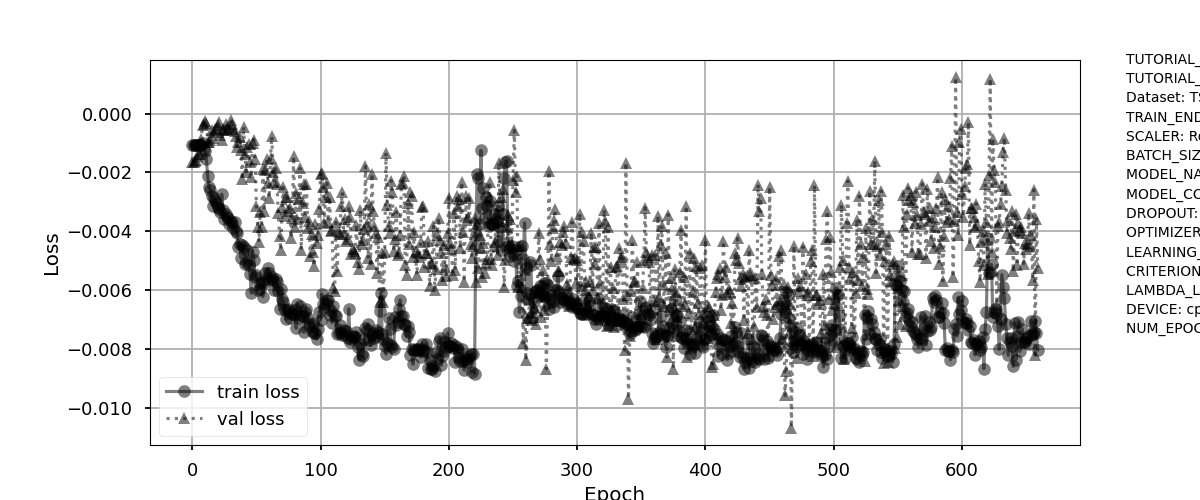 0.000
−0.002
−0.004
−0.006
−0.008
−0.010
Loss
train loss
val loss
0 100 200 300 400 500 600
Epoch
TUTORIAL_
TUTORIAL_
Dataset: TS
TRAIN_END
SCALER: Ro
BATCH_SIZ
MODEL_NA
MODEL_CO
DROPOUT:
OPTIMIZER
LEARNING_
CRITERION
LAMBDA_L
DEVICE: cp
NUM_EPOC